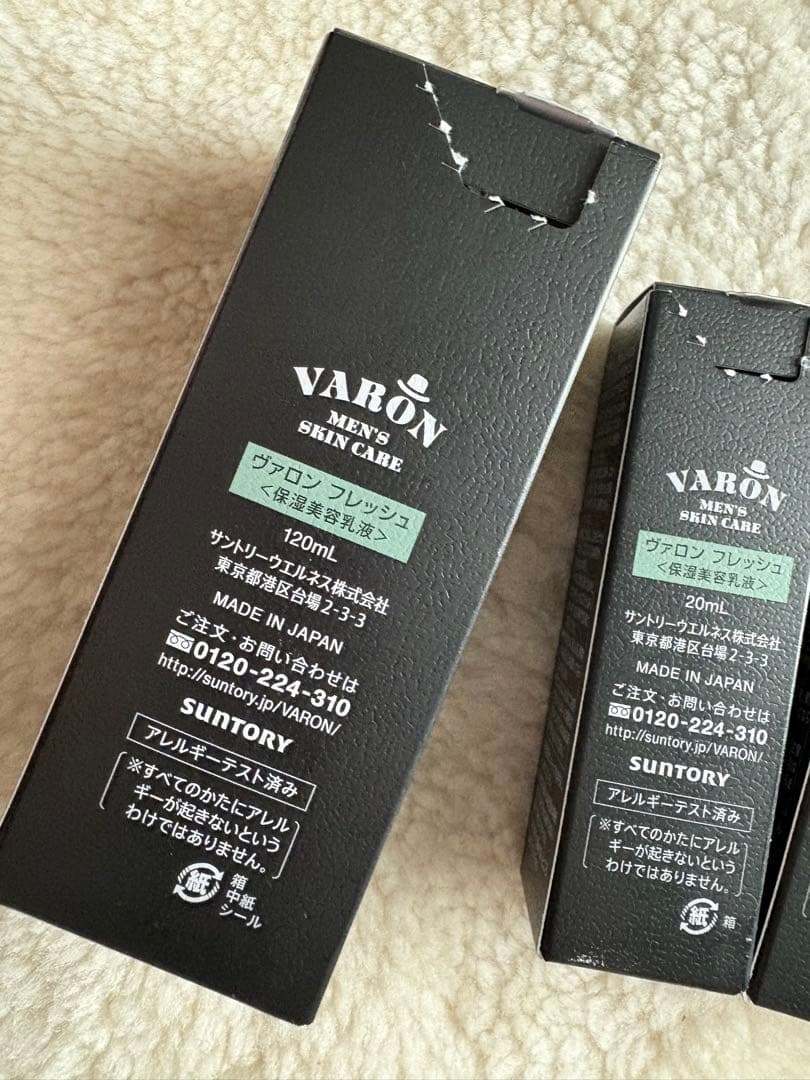 VARON
MEN'S
SKIN CARE
ヴァロン フレッシュ
<保湿美容乳液>
120mL
サントリーウエルネス株式会社
東京都港区台場2-3-3
MADE IN JAPAN
ご注文・お問い合わせは
0120-224-310
http://suntory.jp/VARON/
SUNTORY
アレルギーテスト済み
※すべてのかたにアレル
ギーが起きないという
わけではありません。
紙
箱
中紙
シール
VARON
MEN'S
SKIN CARE
ヴァロン フレッシュ
<保湿美容乳液>
20mL
サントリーウエルネス株式会社
東京都港区台場2-3-3
MADE IN JAPAN
ご注文・お問い合わせは
0120-224-310
http://suntory.jp/VARON/
SUNTORY
アレルギーテスト済み
※すべてのかたにアレル
ギーが起きないという
わけではありません。
紙 箱